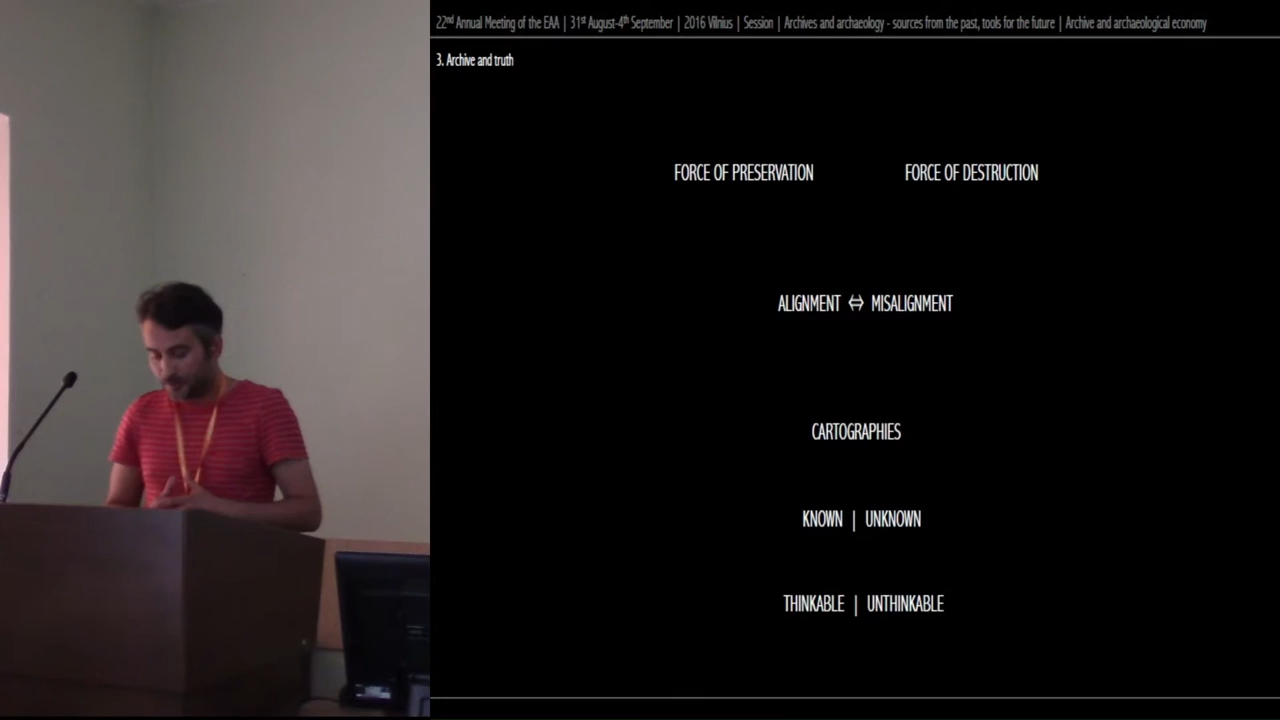 22nd Annual Meeting of the EAA | 31st August-4th September | 2016 Vilnius | Session | Archives and archaeology - sources from the past, tools for the future | Archive and archaeological economy
3. Archive and truth
FORCE OF PRESERVATION FORCE OF DESTRUCTION
ALIGNMENT ⇔ MISALIGNMENT
CARTOGRAPHIES
KNOWN | UNKNOWN
THINKABLE | UNTHINKABLE